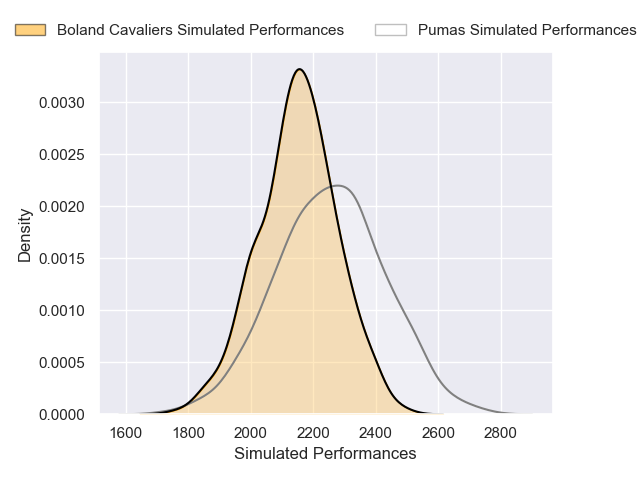 Boland Cavaliers Simulated Performances Pumas Simulated Performances
0.0030
0.0025
0.0020
0.0015
0.0010
0.0005
0.0000
Density
1600 1800 2000 2200 2400 2600 2800
Simulated Performances